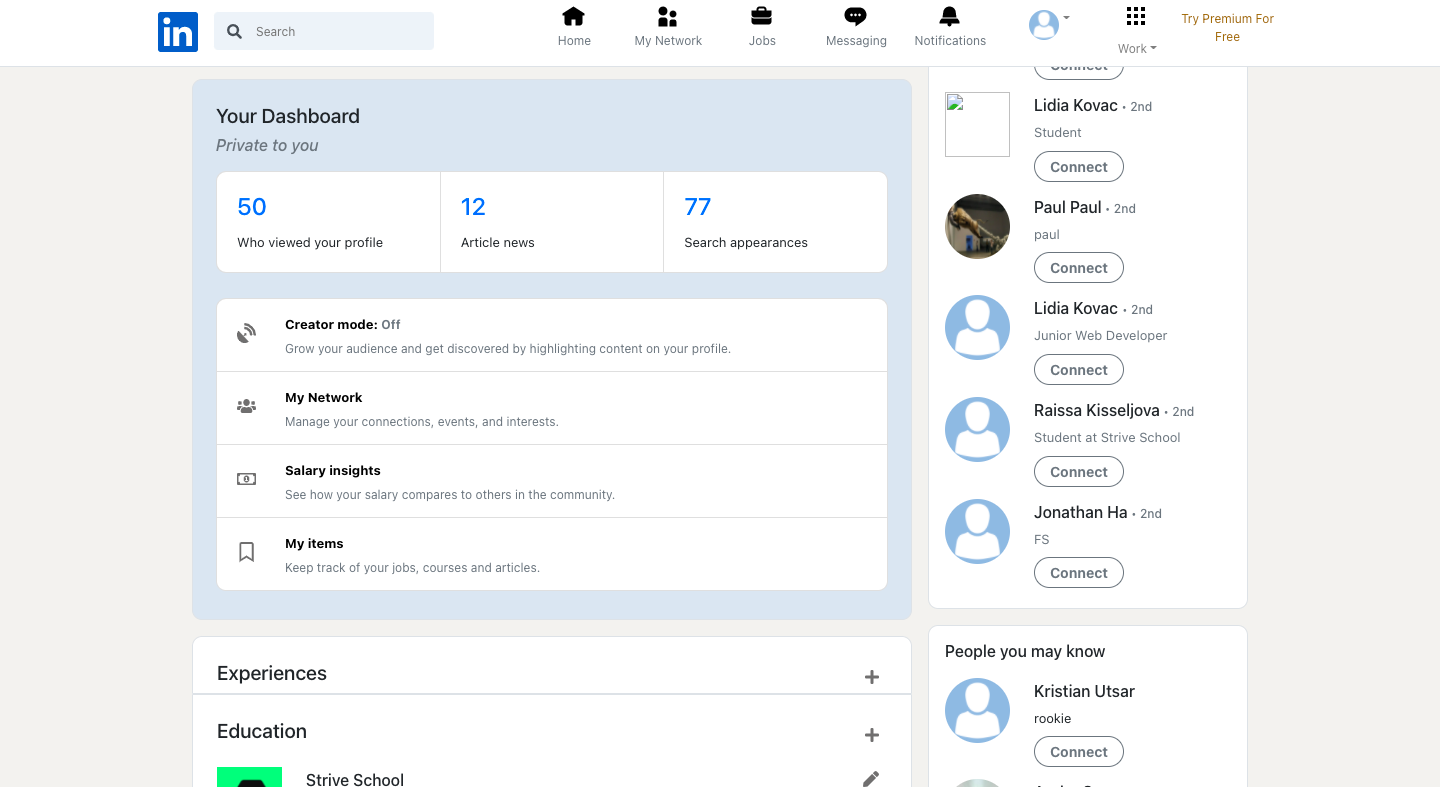 in
Search
Home
My Network
Jobs
Messaging
Notifications
Work
Try Premium For
Free
Your Dashboard
Private to you
50
Who viewed your profile
12
Article news
77
Search appearances
Creator mode: Off
Grow your audience and get discovered by highlighting content on your profile.
My Network
Manage your connections, events, and interests.
Salary insights
See how your salary compares to others in the community.
My items
Keep track of your jobs, courses and articles.
Experiences
Education
Strive School
Connect
Lidia Kovac • 2nd
Student
Connect
Paul Paul • 2nd
paul
Connect
Lidia Kovac • 2nd
Junior Web Developer
Connect
Raissa Kisseljova • 2nd
Student at Strive School
Connect
Jonathan Ha • 2nd
FS
Connect
People you may know
Kristian Utsar
rookie
Connect